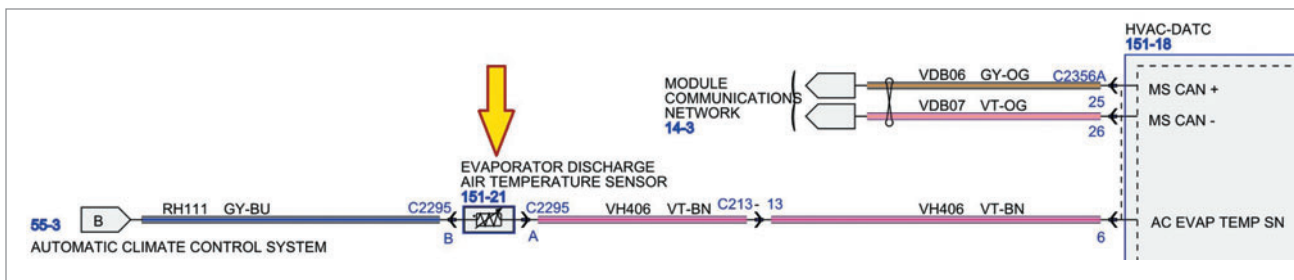 HVAC-DATC
151-18
MODULE
COMMUNICATIONS
NETWORK
14-3
VDB06 GY-OG C2356A
25
MS CAN +
VDB07 VT-OG
26
MS CAN -
EVAPORATOR DISCHARGE
AIR TEMPERATURE SENSOR
151-21
55-3
B
RH111 GY-BU C2295
B
C2295
A
VH406 VT-BN C213- 13
VH406 VT-BN
6
AC EVAP TEMP SN
AUTOMATIC CLIMATE CONTROL SYSTEM